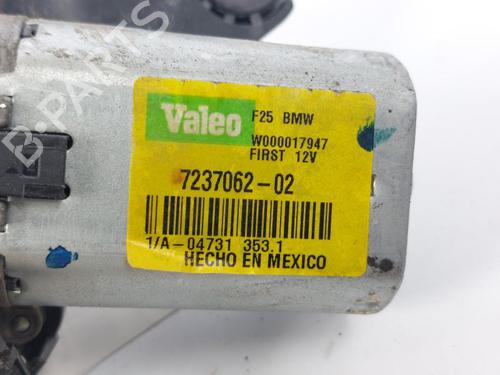 B-PARTS
Valeo
F25 BMW
W000017947
FIRST 12V
7237062-02
1/A-04731 353.1
HECHO EN MEXICO